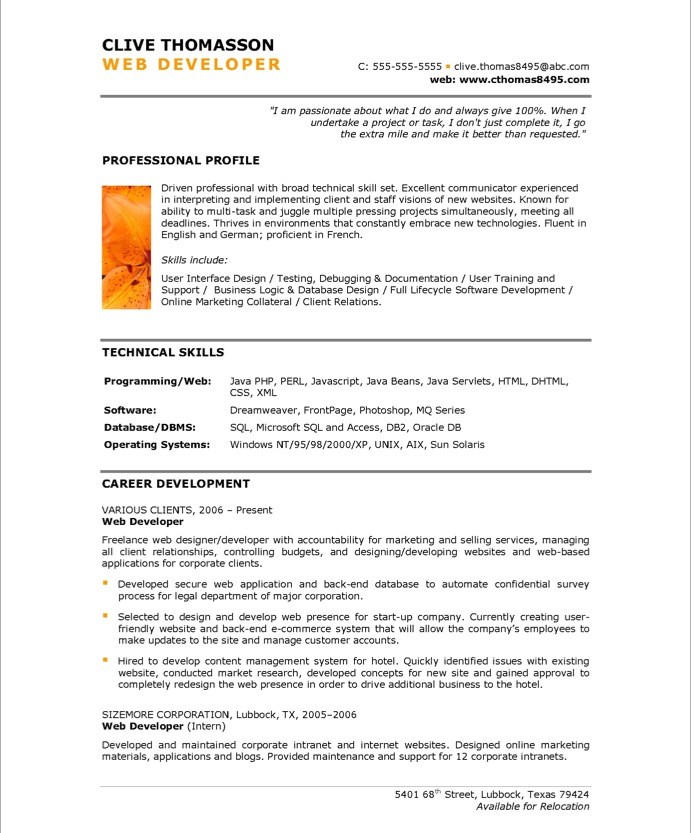 CLIVE THOMASSON
WEB DEVELOPER
C: 555-555-5555 ▪ clive.thomas8495@abc.com
web: www.cthomas8495.com
"I am passionate about what I do and always give 100%. When I
undertake a project or task, I don't just complete it, I go
the extra mile and make it better than requested."
PROFESSIONAL PROFILE
Driven professional with broad technical skill set. Excellent communicator experienced
in interpreting and implementing client and staff visions of new websites. Known for
ability to multi-task and juggle multiple pressing projects simultaneously, meeting all
deadlines. Thrives in environments that constantly embrace new technologies. Fluent in
English and German; proficient in French.
Skills include:
User Interface Design / Testing, Debugging & Documentation / User Training and
Support / Business Logic & Database Design / Full Lifecycle Software Development /
Online Marketing Collateral / Client Relations.
TECHNICAL SKILLS
Programming/Web: Java PHP, PERL, Javascript, Java Beans, Java Servlets, HTML, DHTML,
CSS, XML
Software: Dreamweaver, FrontPage, Photoshop, MQ Series
Database/DBMS: SQL, Microsoft SQL and Access, DB2, Oracle DB
Operating Systems: Windows NT/95/98/2000/XP, UNIX, AIX, Sun Solaris
CAREER DEVELOPMENT
VARIOUS CLIENTS, 2006 – Present
Web Developer
Freelance web designer/developer with accountability for marketing and selling services, managing
all client relationships, controlling budgets, and designing/developing websites and web-based
applications for corporate clients.
▪ Developed secure web application and back-end database to automate confidential survey
process for legal department of major corporation.
▪ Selected to design and develop web presence for start-up company. Currently creating user-
friendly website and back-end e-commerce system that will allow the company's employees to
make updates to the site and manage customer accounts.
▪ Hired to develop content management system for hotel. Quickly identified issues with existing
website, conducted market research, developed concepts for new site and gained approval to
completely redesign the web presence in order to drive additional business to the hotel.
SIZEMORE CORPORATION, Lubbock, TX, 2005–2006
Web Developer (Intern)
Developed and maintained corporate intranet and internet websites. Designed online marketing
materials, applications and blogs. Provided maintenance and support for 12 corporate intranets.
5401 68th Street, Lubbock, Texas 79424
Available for Relocation